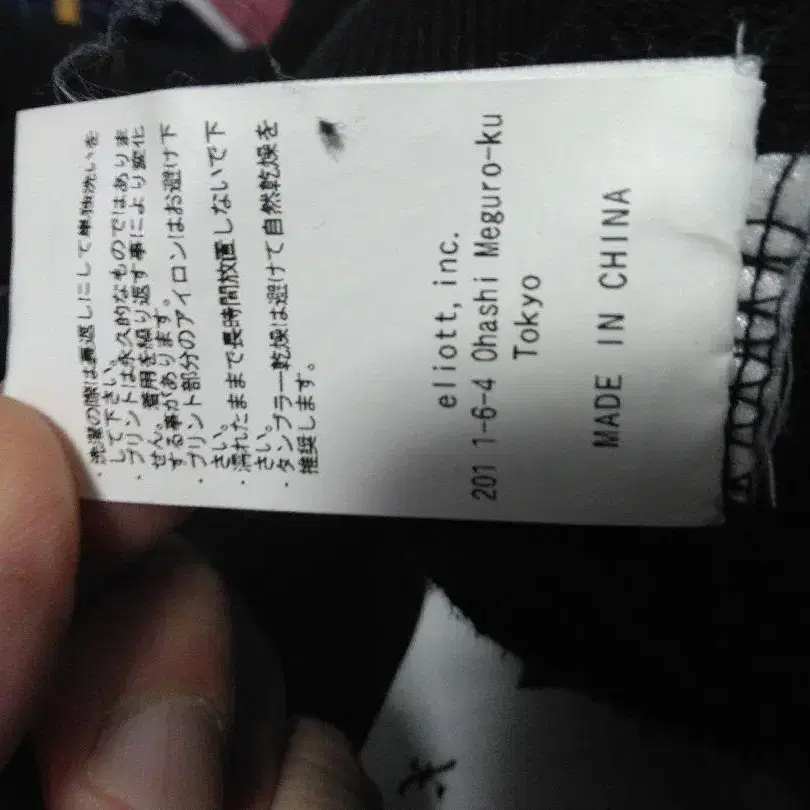 ・洗濯の際は裏返しにして単独洗いを
して下さい。
・プリントは永久的なものではありま
せん。着用を繰り返す事により変化
する事があります。
・プリント部分のアイロンはお避け下
さい。
・濡れたままで長時間放置しないで下
さい。
・タンブラー乾燥は避けて自然乾燥を
推奨します。
eliott, inc.
201 1-6-4 Ohashi Meguro-ku
Tokyo
MADE IN CHINA